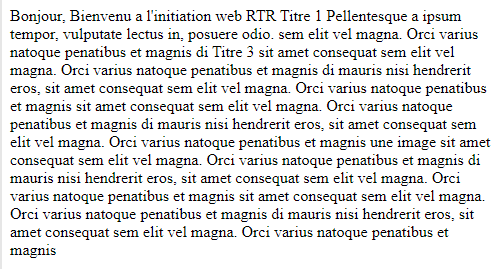 Bonjour, Bienvenu a l'initiation web RTR Titre 1 Pellentesque a ipsum
tempor, vulputate lectus in, posuere odio. sem elit vel magna. Orci varius
natoque penatibus et magnis di Titre 3 sit amet consequat sem elit vel
magna. Orci varius natoque penatibus et magnis di mauris nisi hendrerit
eros, sit amet consequat sem elit vel magna. Orci varius natoque penatibus
et magnis sit amet consequat sem elit vel magna. Orci varius natoque
penatibus et magnis di mauris nisi hendrerit eros, sit amet consequat sem
elit vel magna. Orci varius natoque penatibus et magnis une image sit amet
consequat sem elit vel magna. Orci varius natoque penatibus et magnis di
mauris nisi hendrerit eros, sit amet consequat sem elit vel magna. Orci
varius natoque penatibus et magnis sit amet consequat sem elit vel magna.
Orci varius natoque penatibus et magnis di mauris nisi hendrerit eros, sit
amet consequat sem elit vel magna. Orci varius natoque penatibus et
magnis